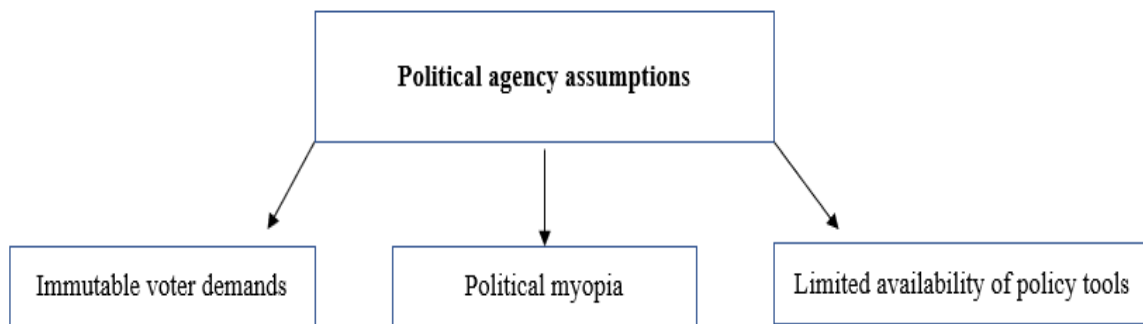 Political agency assumptions
Immutable voter demands
Political myopia
Limited availability of policy tools